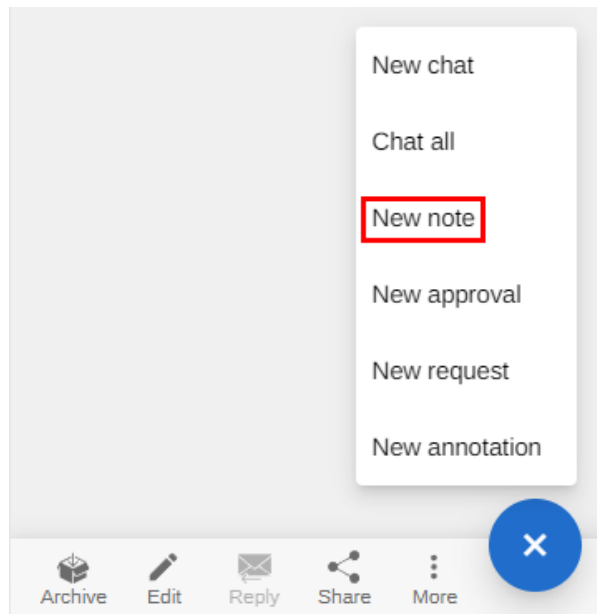 New chat
Chat all
New note
New approval
New request
New annotation
Archive Edit Reply Share More